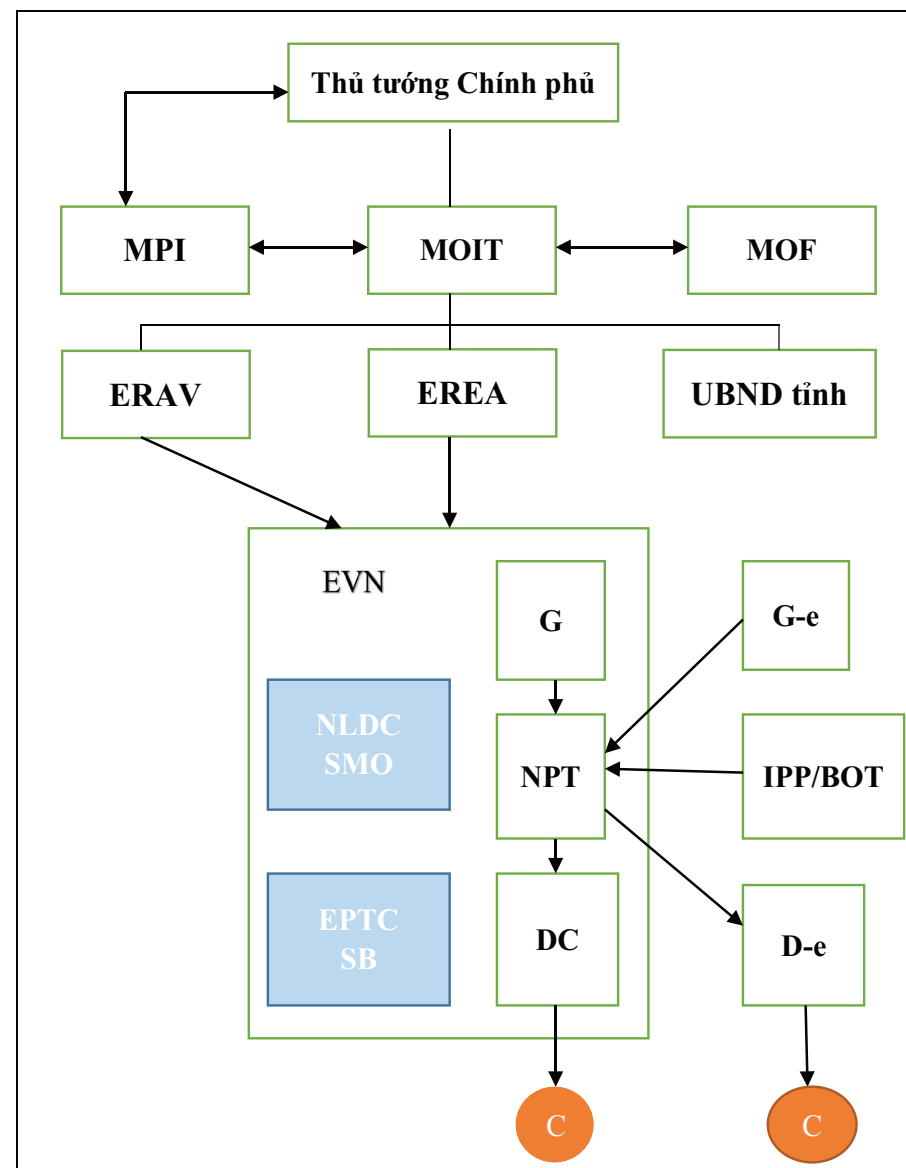 Thủ tướng Chính phủ
MPI
MOIT
MOF
ERAV
EREA
UBND tỉnh
EVN
G
G-e
NLDC
SMO
NPT
IPP/BOT
EPTC
SB
DC
D-e
C
C